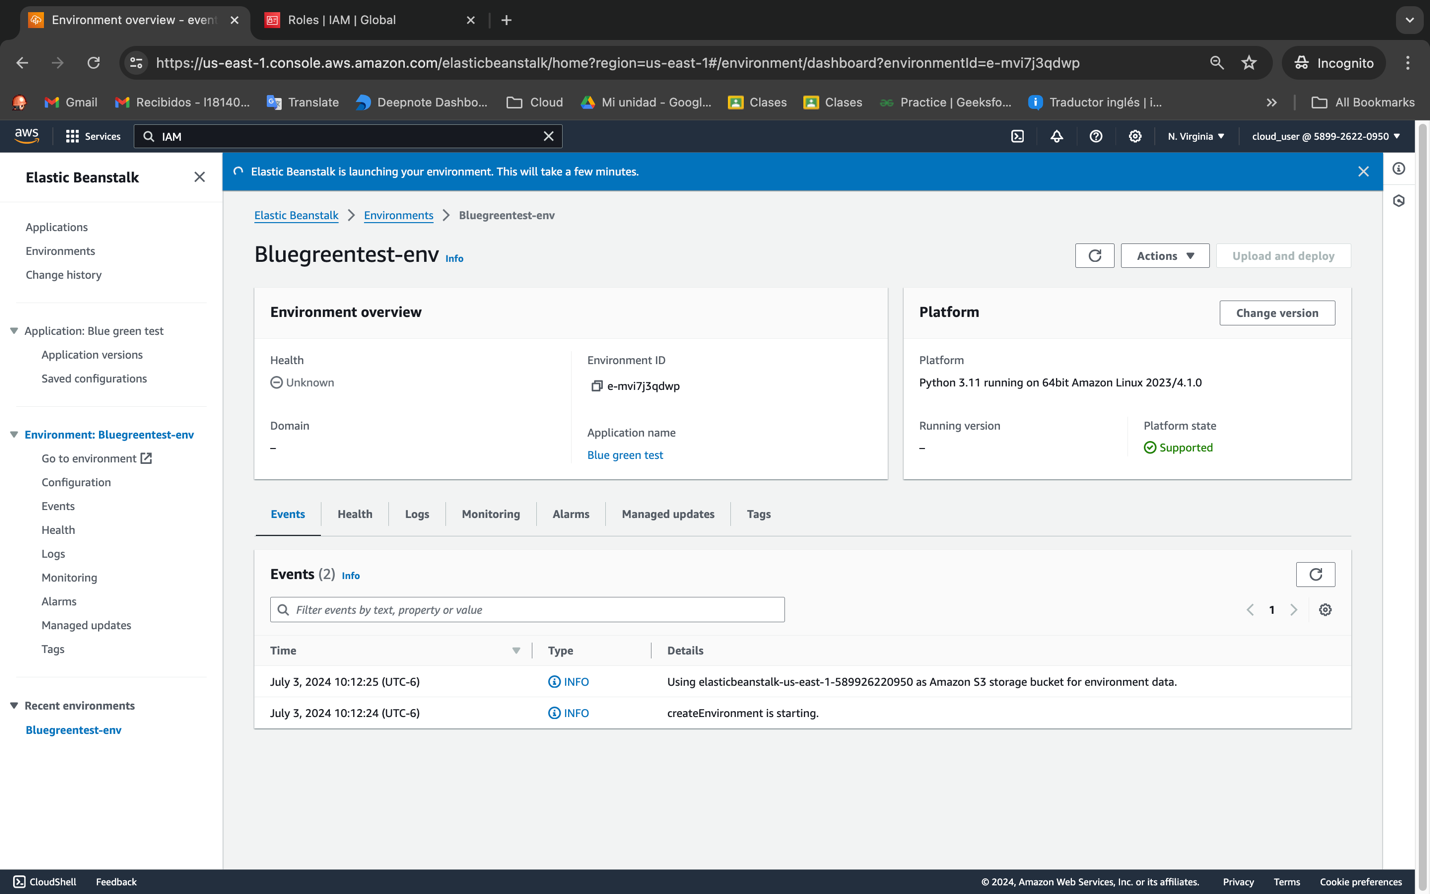 Environment overview - even
Roles | IAM | Global
https://us-east-1.console.aws.amazon.com/elasticbeanstalk/home?region=us-east-1#/environment/dashboard?environmentId=e-mvi7j3qdwp
Incognito
Gmail
Recibidos - l18140...
Translate
Deepnote Dashbo...
Cloud
Mi unidad - Googl...
Clases
Clases
Practice | Geeksfo...
Traductor inglés | i...
All Bookmarks
aws
Services
IAM
N. Virginia
cloud_user @ 5899-2622-0950
Elastic Beanstalk
Applications
Environments
Change history
Application: Blue green test
Application versions
Saved configurations
Environment: Bluegreentest-env
Go to environment
Configuration
Events
Health
Logs
Monitoring
Alarms
Managed updates
Tags
Recent environments
Bluegreentest-env
Elastic Beanstalk is launching your environment. This will take a few minutes.
Elastic Beanstalk > Environments > Bluegreentest-env
Bluegreentest-env Info
Actions
Upload and deploy
Environment overview
Health
Unknown
Domain
–
Environment ID
e-mvi7j3qdwp
Application name
Blue green test
Platform
Change version
Platform
Python 3.11 running on 64bit Amazon Linux 2023/4.1.0
Running version
–
Platform state
Supported
Events
Health
Logs
Monitoring
Alarms
Managed updates
Tags
Events (2) Info
Filter events by text, property or value
1
Time
Type
Details
July 3, 2024 10:12:25 (UTC-6)
INFO
Using elasticbeanstalk-us-east-1-589926220950 as Amazon S3 storage bucket for environment data.
July 3, 2024 10:12:24 (UTC-6)
INFO
createEnvironment is starting.
CloudShell
Feedback
© 2024, Amazon Web Services, Inc. or its affiliates.
Privacy
Terms
Cookie preferences